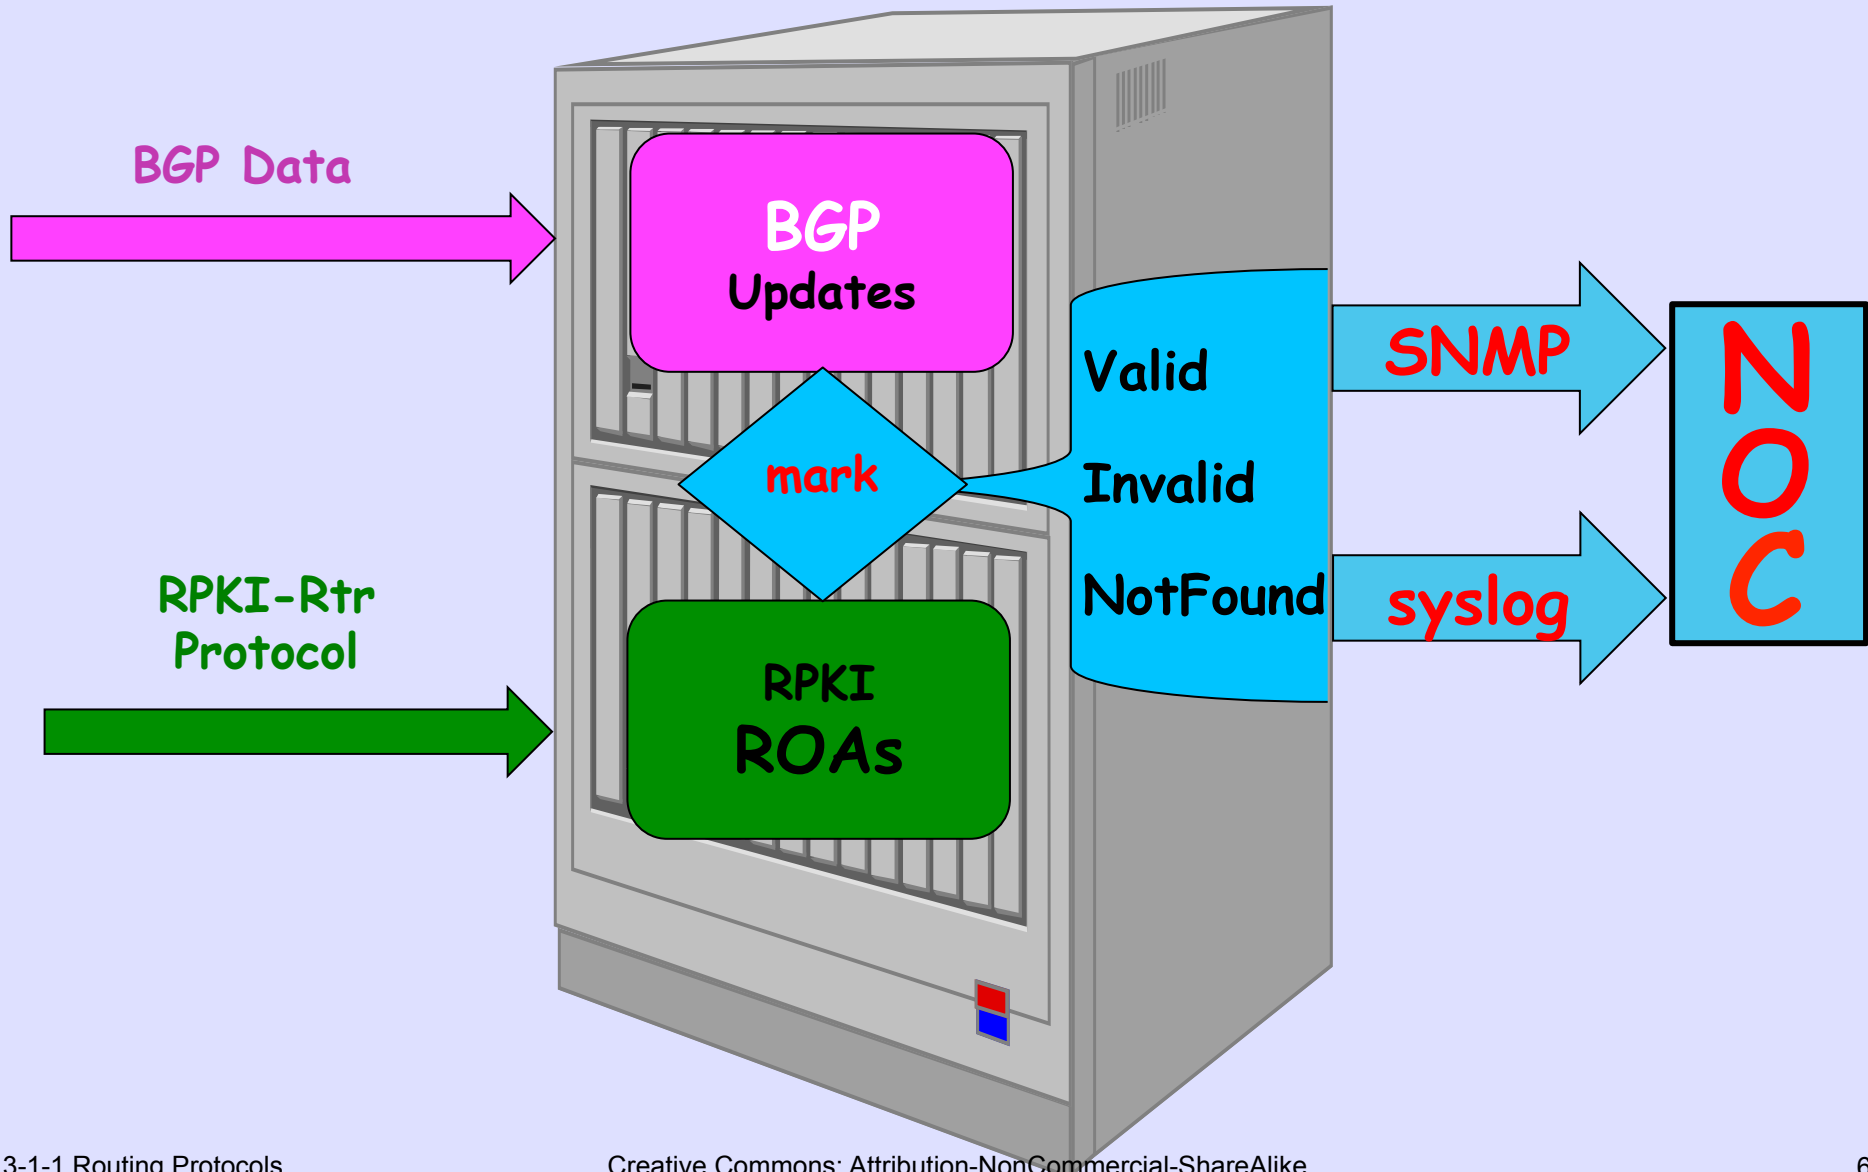 BGP Data
BGP
Updates
mark
Valid
Invalid
NotFound
SNMP
syslog
N
O
C
RPKI-Rtr
Protocol
RPKI
ROAs
3-1-1 Routing Protocols
Creative Commons: Attribution-NonCommercial-ShareAlike
6